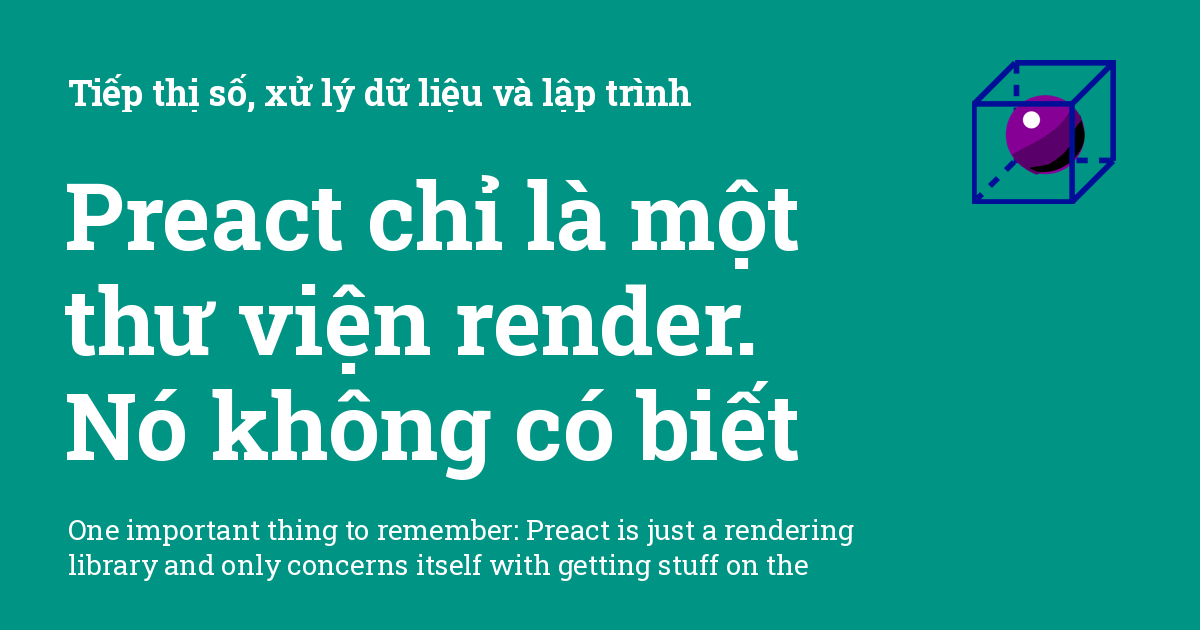 Tiếp thị số, xử lý dữ liệu và lập trình
Preact chỉ là một
thư viện render.
Nó không có biết
One important thing to remember: Preact is just a rendering
library and only concerns itself with getting stuff on the